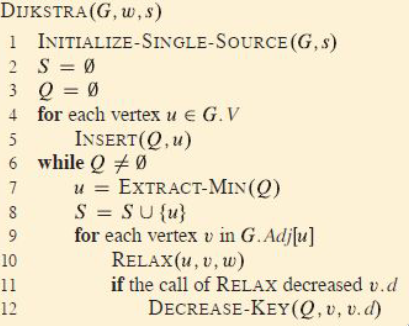 DIJKSTRA(G, w, s)
1 INITIALIZE-SINGLE-SOURCE(G, s)
2 S = ∅
3 Q = ∅
4 for each vertex u ∈ G.V
5 INSERT(Q, u)
6 while Q ≠ ∅
7 u = EXTRACT-MIN(Q)
8 S = S ∪ {u}
9 for each vertex v in G.Adj[u]
10 RELAX(u, v, w)
11 if the call of RELAX decreased v.d
12 DECREASE-KEY(Q, v, v.d)